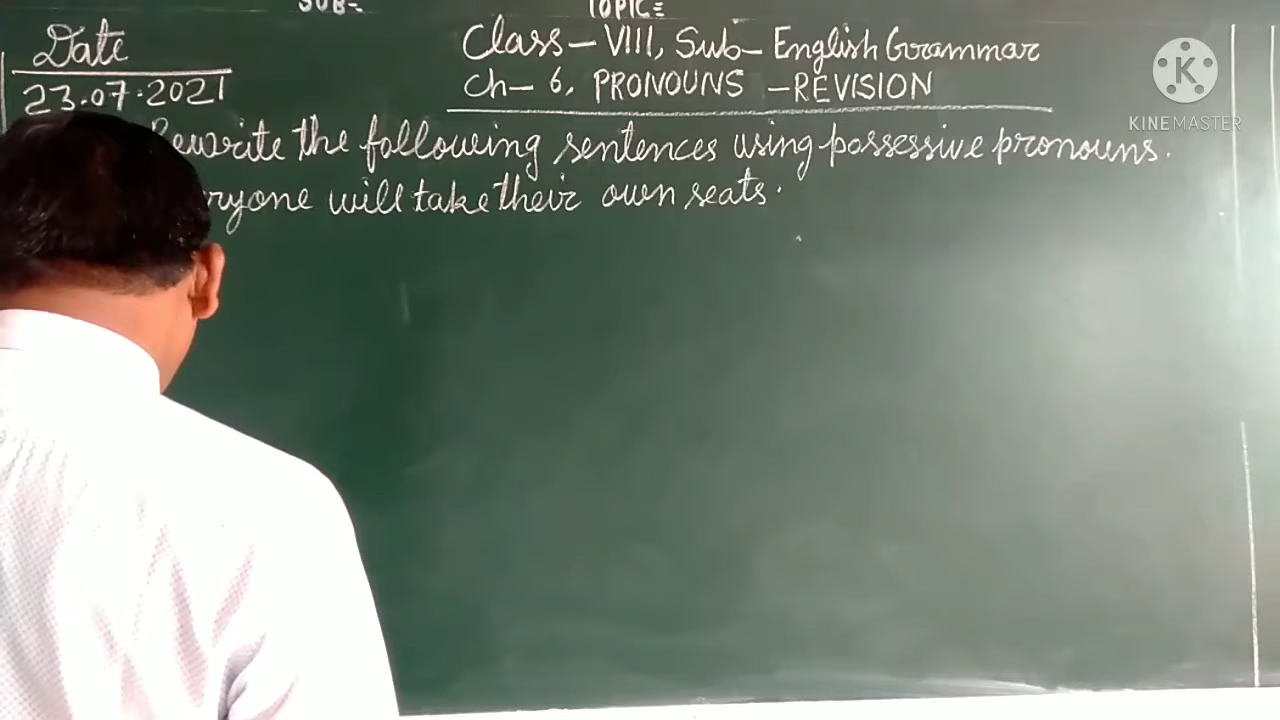 SUB=
TOPIC=
Date
23.07.2021
Class-VIII, Sub-English Grammar
Ch-6. PRONOUNS -REVISION
K
KINEMASTER
ewrite the following sentences using possessive pronouns.
ryone will take their own seats.